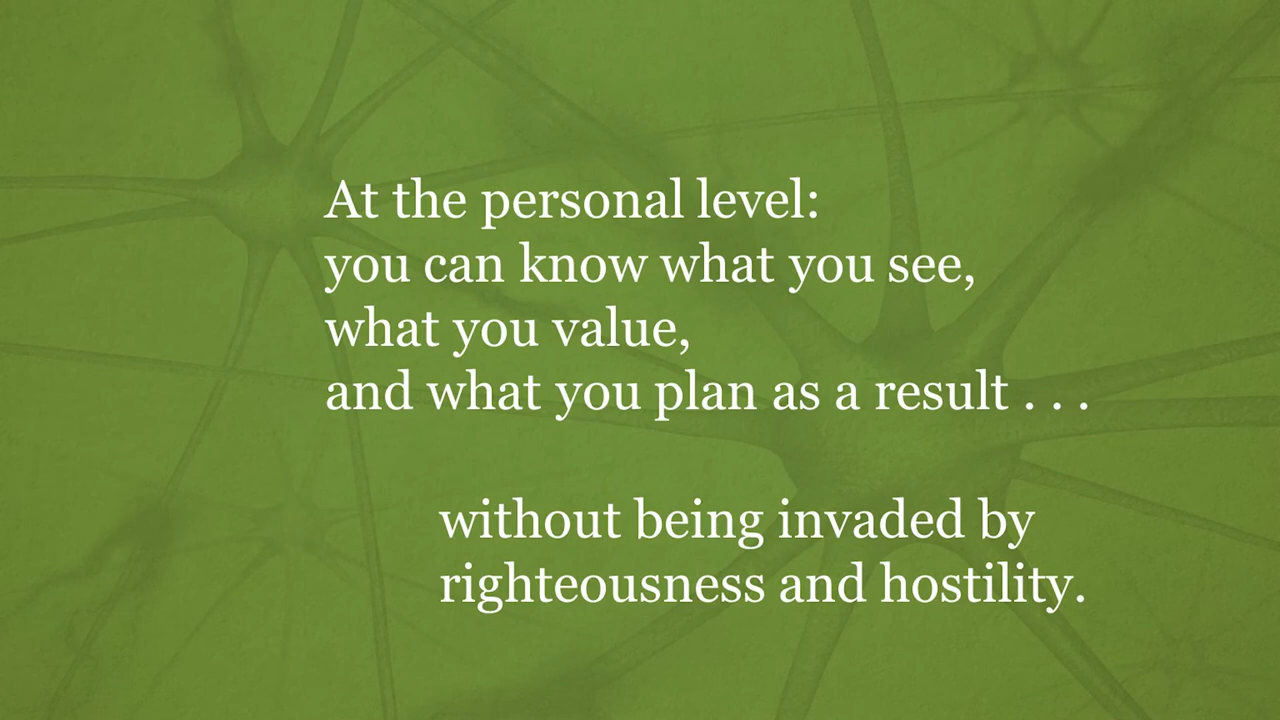 At the personal level:
you can know what you see,
what you value,
and what you plan as a result . . .
without being invaded by
righteousness and hostility.